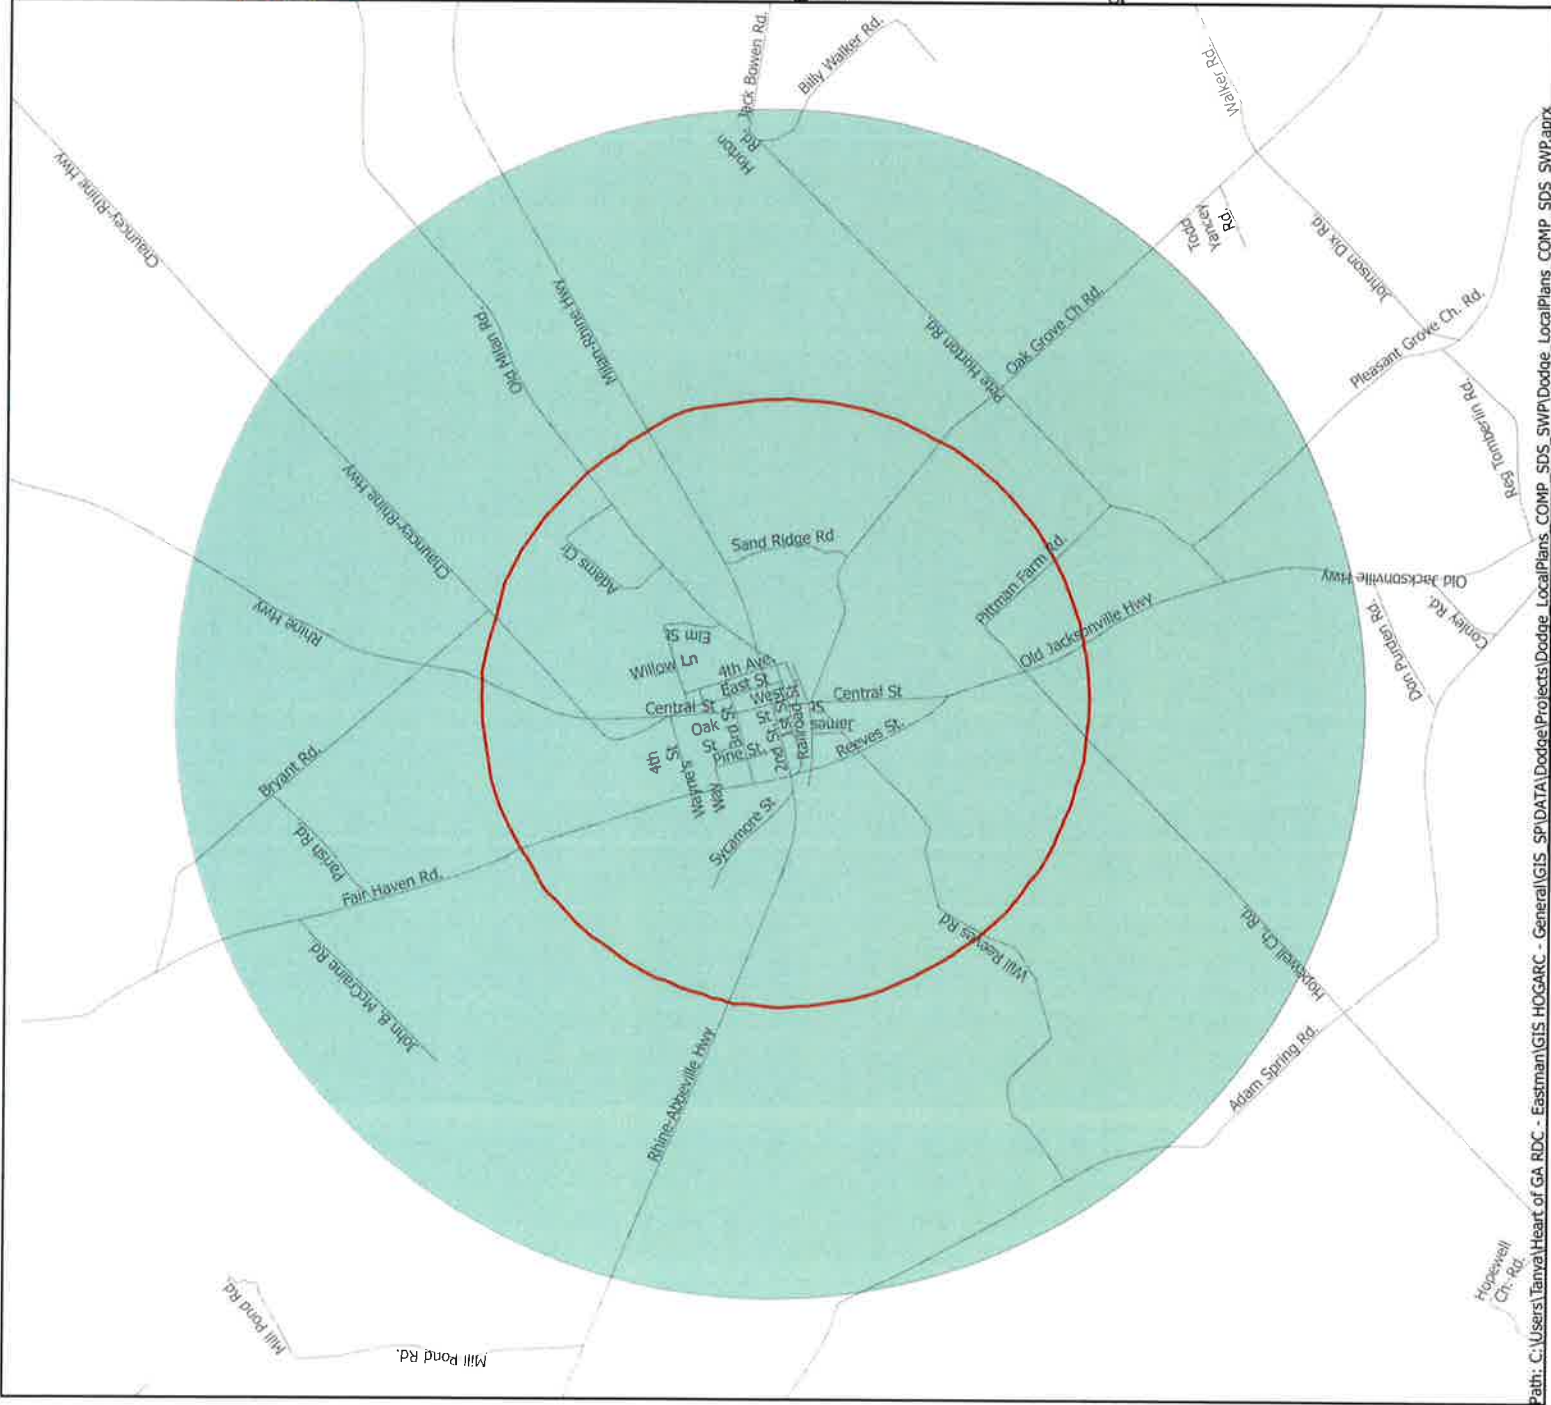 Jack Bowen Rd.
Billy Walker Rd.
Walker Rd.
Horton
Rd.
Chauncey-Rhine Hwy
Todd
Yancey
Rd.
Johnson Dix Rd.
Old Milan Rd.
Milan-Rhine Hwy
Pete Horton Rd.
Oak Grove Ch Rd.
Pleasant Grove Ch. Rd.
Reg Tomberlin Rd.
Chauncey-Rhine Hwy
Adams Cir
Sand Ridge Rd
Pittman Farm Rd.
Old Jacksonville Hwy
Conley Rd.
Don Purden Rd.
Rhine Hwy
Elm St
Willow Ln
4th Ave.
East St
West
St
Central St
Central St
Old Jacksonville Hwy
Oak
St
3rd St.
2nd St.
1st St
Railroad St
James
St
Reeves St.
4th
St
Pine St.
Wayne's
Way
Sycamore St
Bryant Rd.
Parish Rd.
Fair Haven Rd.
John B. McCraine Rd.
Will Reeves Rd
Hopewell Ch. Rd.
Rhine-Abbeville Hwy
Adam Spring Rd.
Mill Pond Rd
Mill Pond Rd.
Hopewell
Ch. Rd.
Path: C:\Users\Tanya\Heart of GA RDC - Eastman\GIS HOGARC - General\GIS_SP\DATA\Dodge\Projects\Dodge_LocalPlans_COMP_SDS_SWP\Dodge_LocalPlans_COMP_SDS_SWP.aprx